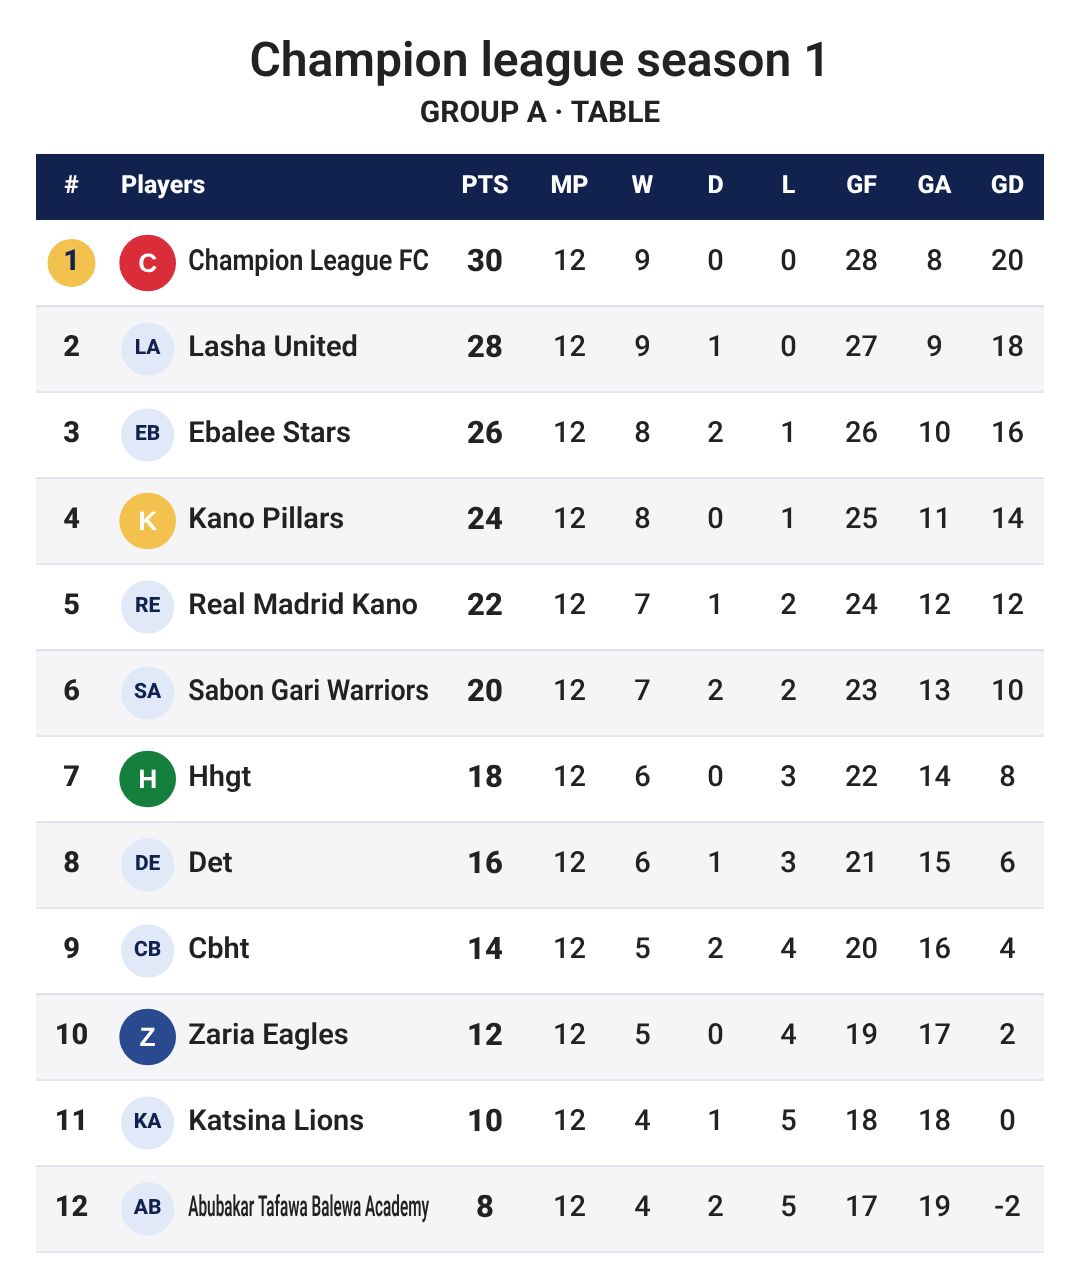 Champion league season 1
GROUP A · TABLE
# Players PTS MP W D L GF GA GD
1 C Champion League FC 30 12 9 0 0 28 8 20
2 LA Lasha United 28 12 9 1 0 27 9 18
3 EB Ebalee Stars 26 12 8 2 1 26 10 16
4 K Kano Pillars 24 12 8 0 1 25 11 14
5 RE Real Madrid Kano 22 12 7 1 2 24 12 12
6 SA Sabon Gari Warriors 20 12 7 2 2 23 13 10
7 H Hhgt 18 12 6 0 3 22 14 8
8 DE Det 16 12 6 1 3 21 15 6
9 CB Cbht 14 12 5 2 4 20 16 4
10 Z Zaria Eagles 12 12 5 0 4 19 17 2
11 KA Katsina Lions 10 12 4 1 5 18 18 0
12 AB Abubakar Tafawa Balewa Academy 8 12 4 2 5 17 19 -2